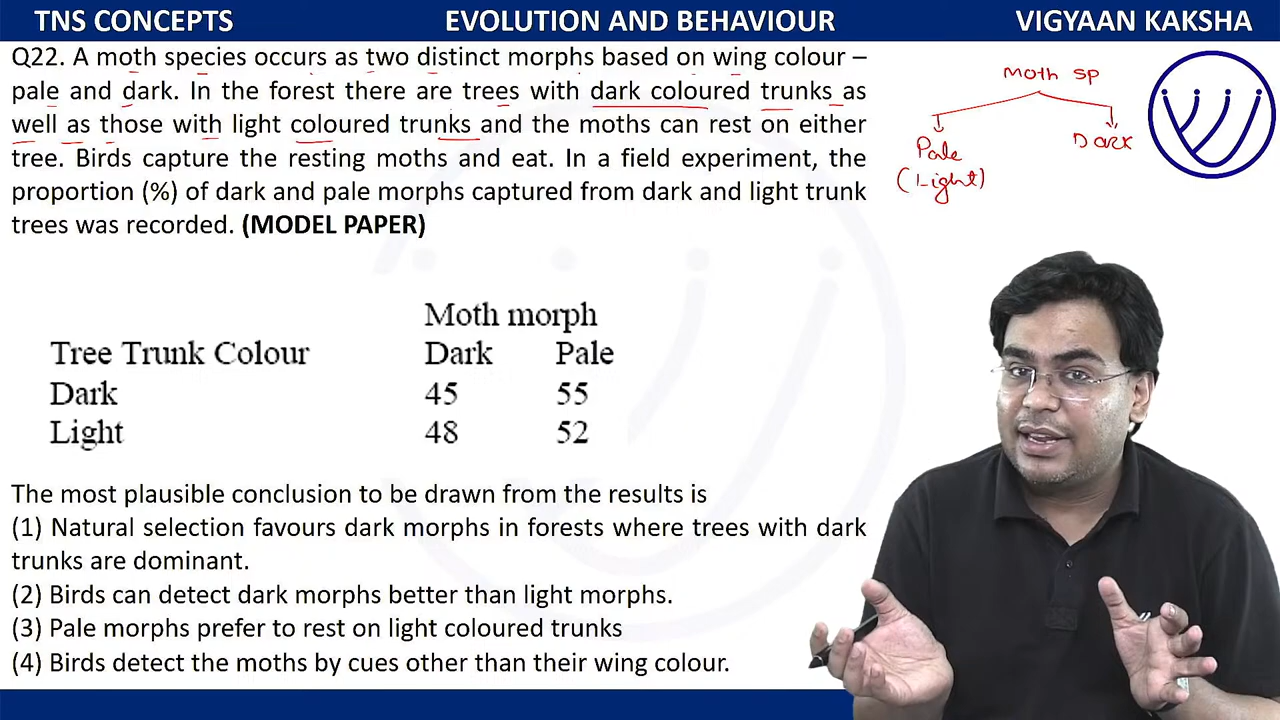 TNS CONCEPTS EVOLUTION AND BEHAVIOUR VIGYAAN KAKSHA
Q22. A moth species occurs as two distinct morphs based on wing colour –
pale and dark. In the forest there are trees with dark coloured trunks as
well as those with light coloured trunks and the moths can rest on either
tree. Birds capture the resting moths and eat. In a field experiment, the
proportion (%) of dark and pale morphs captured from dark and light trunk
trees was recorded. (MODEL PAPER)
Moth sp
Pale
(Light)
Dark
Moth morph
Tree Trunk Colour Dark Pale
Dark 45 55
Light 48 52
The most plausible conclusion to be drawn from the results is
(1) Natural selection favours dark morphs in forests where trees with dark
trunks are dominant.
(2) Birds can detect dark morphs better than light morphs.
(3) Pale morphs prefer to rest on light coloured trunks
(4) Birds detect the moths by cues other than their wing colour.